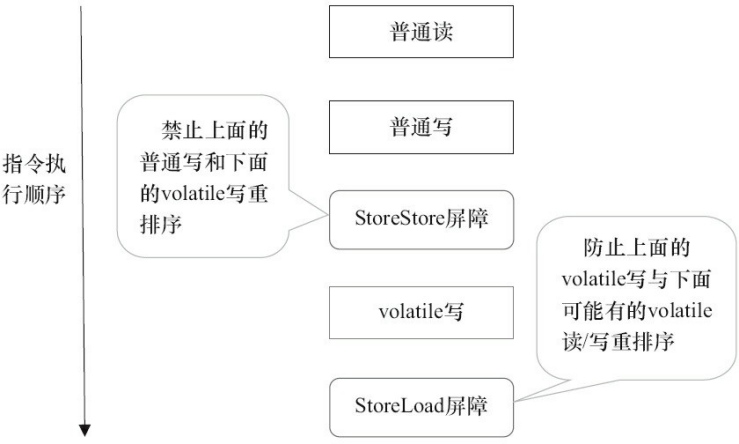 指令执
行顺序
普通读
普通写
禁止上面的
普通写和下面
的volatile写重
排序
StoreStore屏障
volatile写
防止上面的
volatile写与下面
可能有的volatile
读/写重排序
StoreLoad屏障